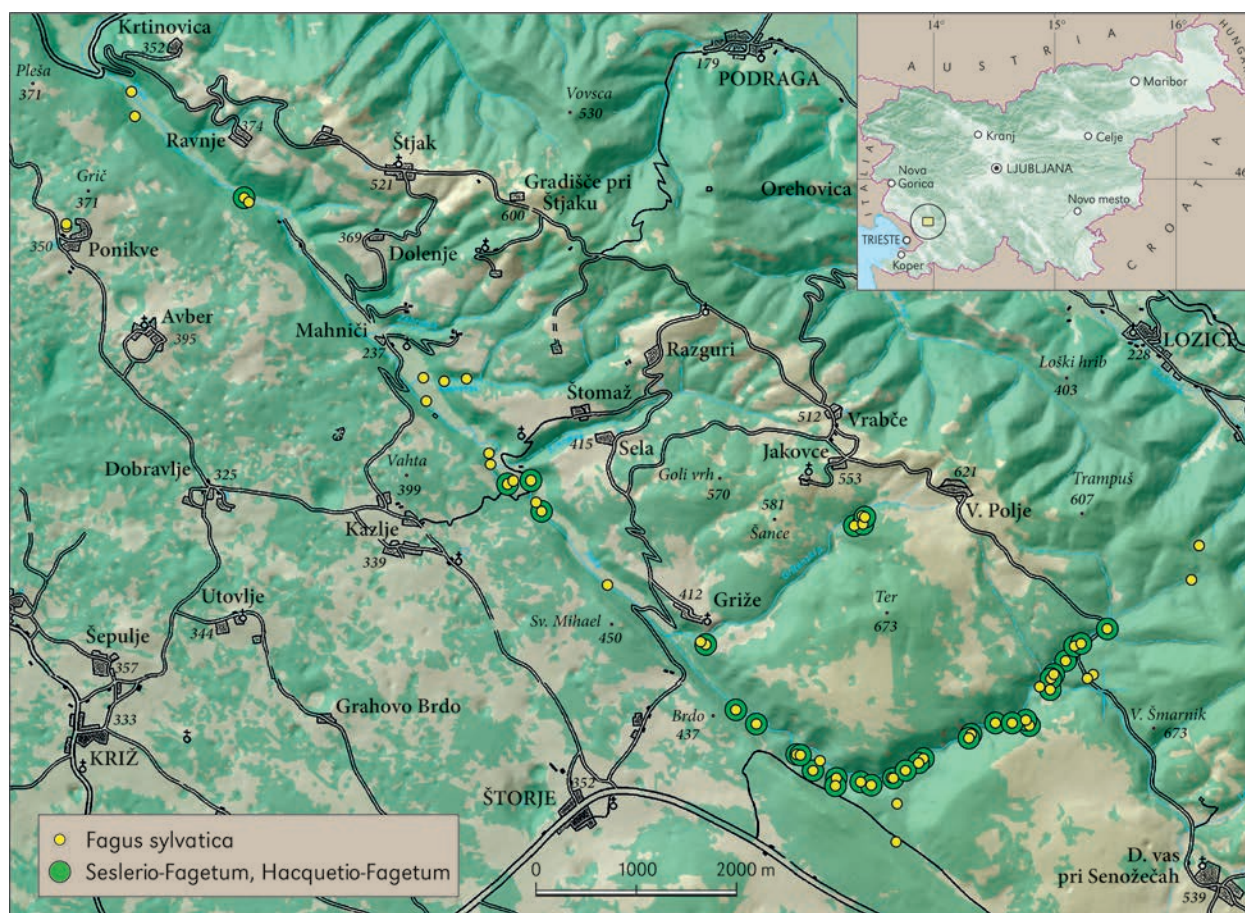 Krtinovica
352
Pleša
371
179
PODRAGA
Vovsca
530
374
Ravnje
Štjak
521
Grič
371
Gradišče pri
Štjaku
600
Orehovica
350
Ponikve
369
Dolenje
Avber
395
Mahniči
237
Razguri
LOZICE
228
Loški hrib
403
Štomaž
512
Vrabče
415
Sela
Jakovce
553
Dobravlje
325
Vahta
399
Goli vrh
570
621
V. Polje
Trampuš
607
581
Šance
Kazlje
339
412
Griže
Ter
673
Utovlje
344
Sv. Mihael
450
Šepulje
357
Grahovo Brdo
333
KRIŽ
Brdo
437
V. Šmarnik
673
352
ŠTORJE
D. vas
pri Senožečah
539
14°
15°
16°
AUSTRIA
HUNGAR
Maribor
Kranj
Celje
LJUBLJANA
46
ITALIA
Nova
Gorica
Novo mesto
CROATIA
TRIESTE
Koper
Fagus sylvatica
Seslerio-Fagetum, Hacquetio-Fagetum
0 1000 2000 m